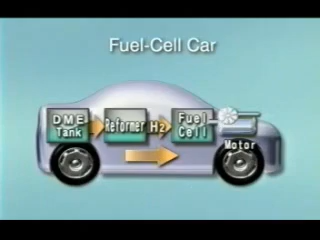 Fuel-Cell Car
DME
Tank
Reformer
H2
Fuel
Cell
Motor